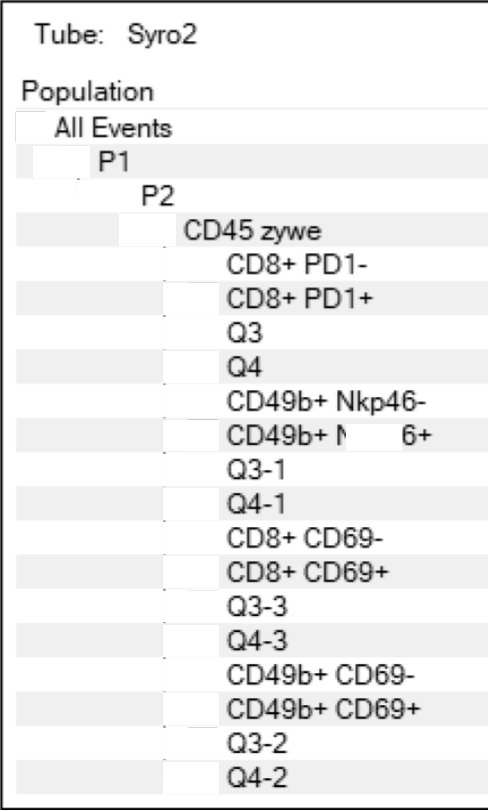 Tube: Syro2
Population
All Events
P1
P2
CD45 zywe
CD8+ PD1-
CD8+ PD1+
Q3
Q4
CD49b+ Nkp46-
CD49b+
Q3-1
Q4-1
CD8+ CD69-
CD8+ CD69+
Q3-3
Q4-3
CD49b+ CD69-
CD49b+ CD69+
Q3-2
Q4-2